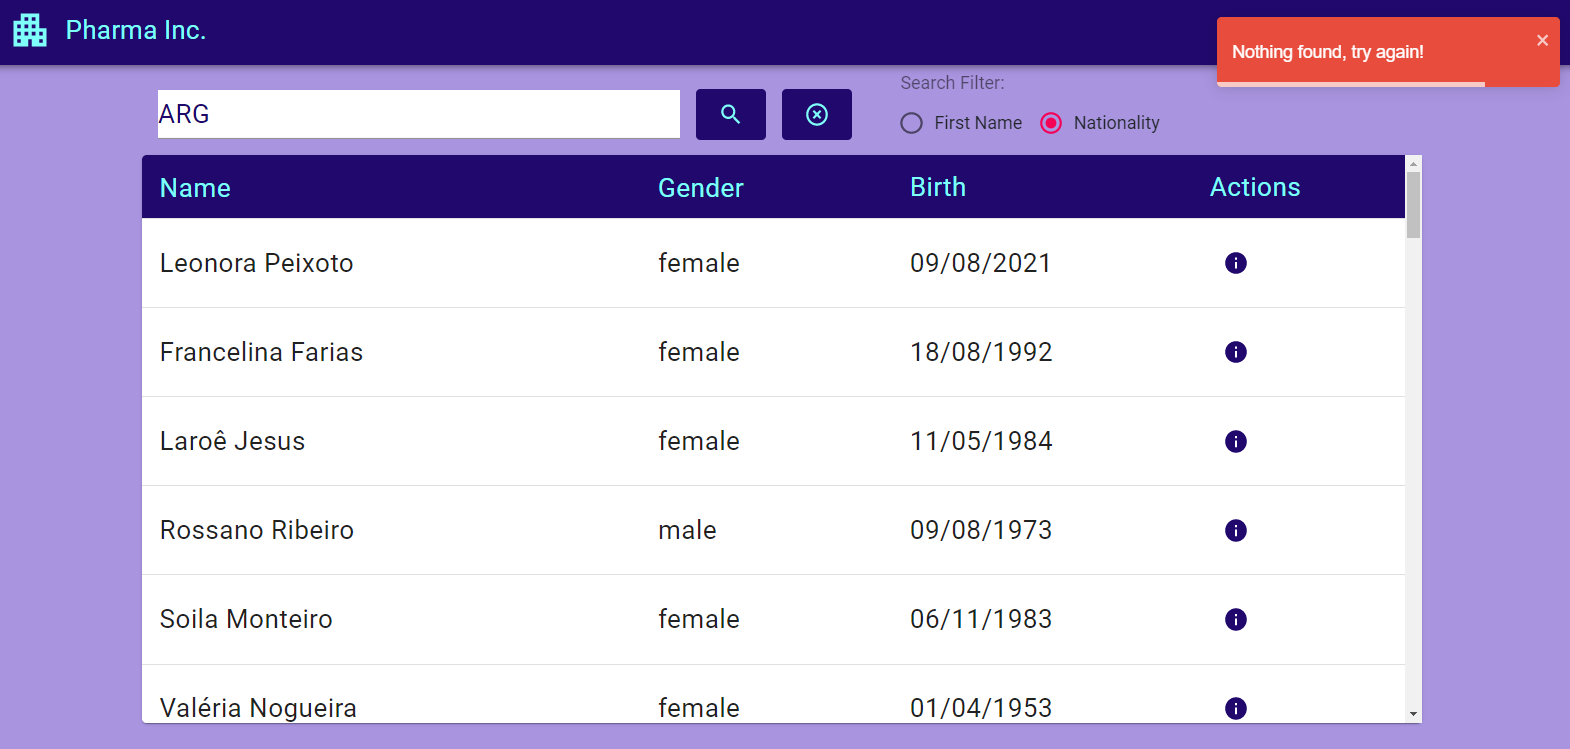 Pharma Inc.
Nothing found, try again!
ARG
Search Filter:
First Name Nationality
Name Gender Birth Actions
Leonora Peixoto female 09/08/2021
Francelina Farias female 18/08/1992
Laroê Jesus female 11/05/1984
Rossano Ribeiro male 09/08/1973
Soila Monteiro female 06/11/1983
Valéria Nogueira female 01/04/1953